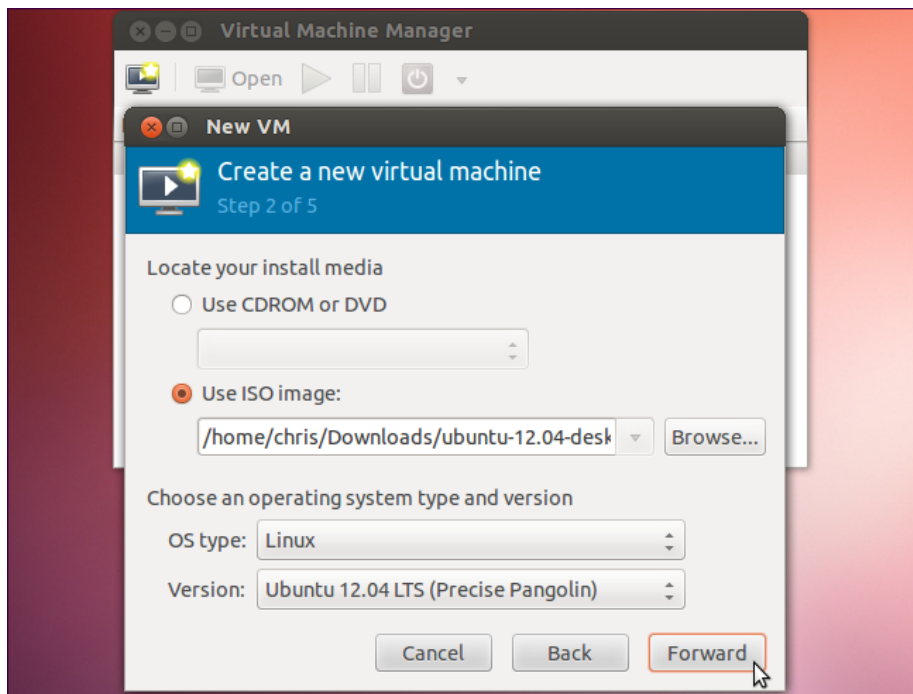 Virtual Machine Manager
Open
New VM
Create a new virtual machine
Step 2 of 5
Locate your install media
Use CDROM or DVD
Use ISO image:
/home/chris/Downloads/ubuntu-12.04-desk
Browse...
Choose an operating system type and version
OS type: Linux
Version: Ubuntu 12.04 LTS (Precise Pangolin)
Cancel Back Forward